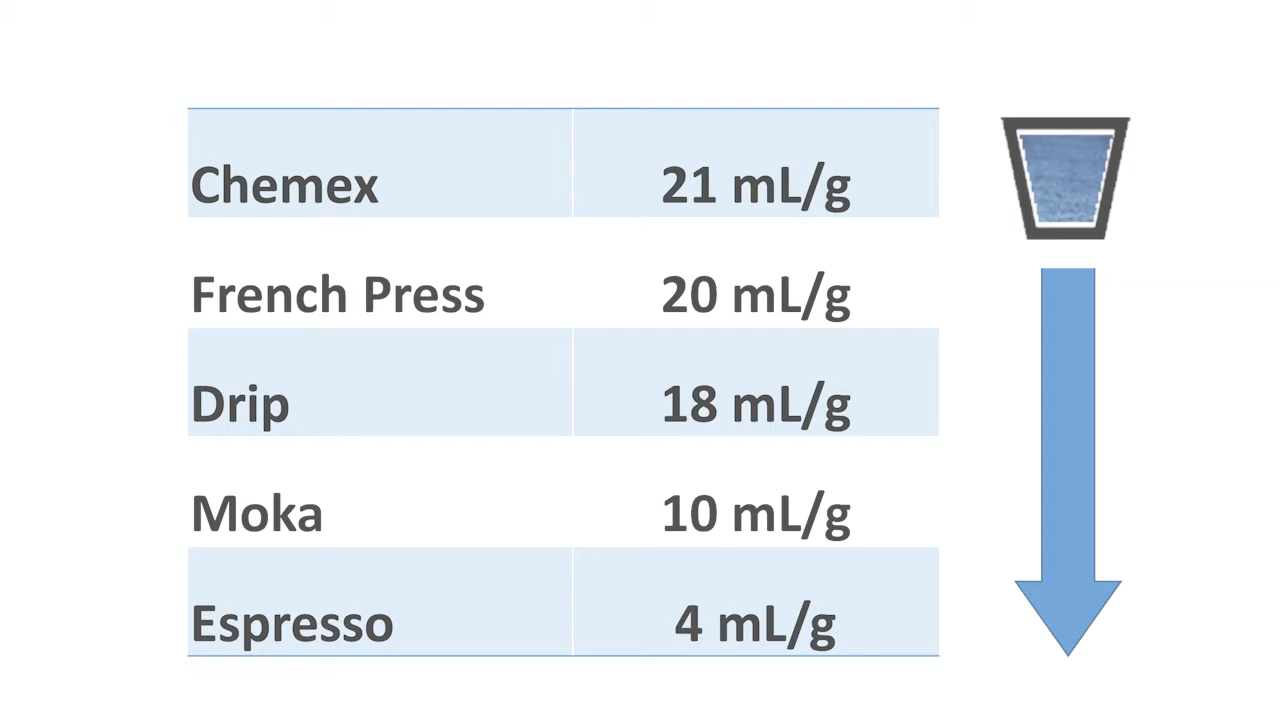 Chemex 21 mL/g
French Press 20 mL/g
Drip 18 mL/g
Moka 10 mL/g
Espresso 4 mL/g